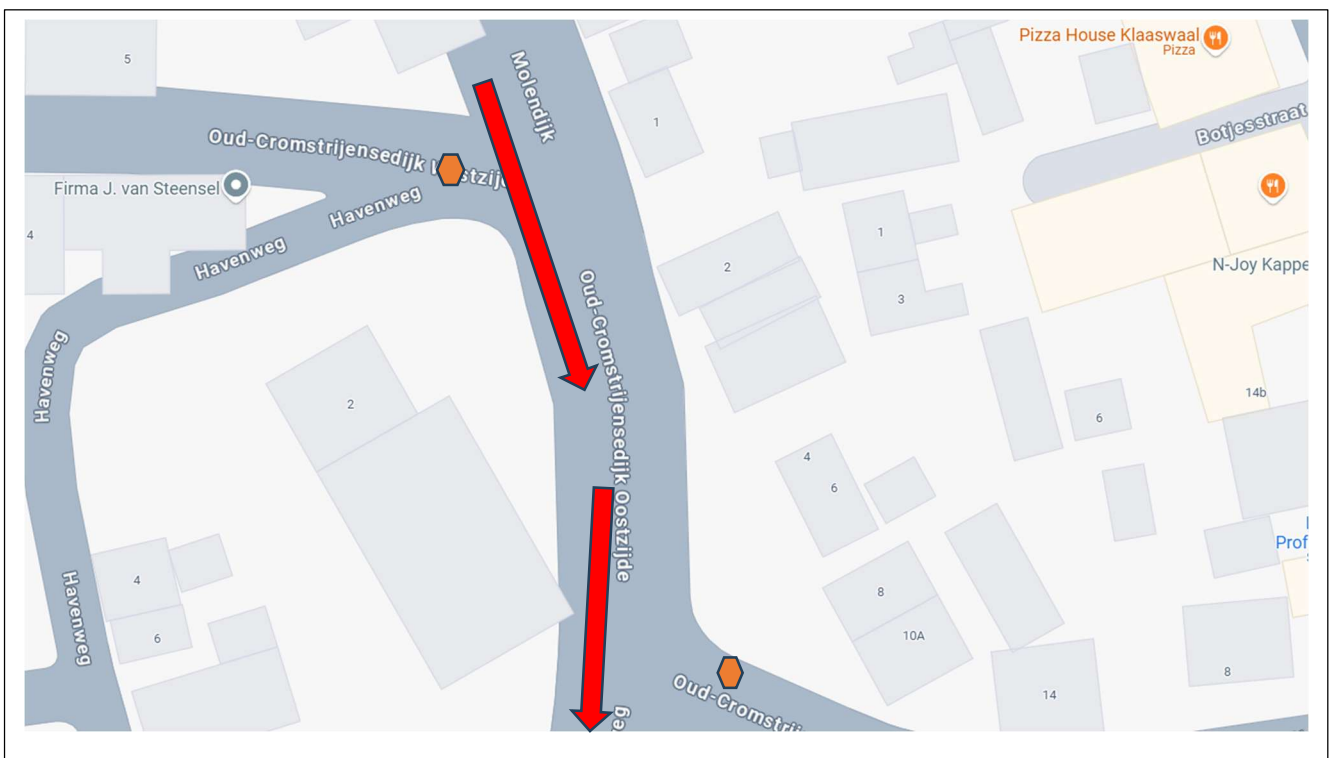 5
Molendijk
Pizza House Klaaswaal
Pizza
1
Botjesstraat
Oud-Cromstrijensedijk
Firma J. van Steensel
Havenweg
4
Havenweg
1
N-Joy Kappe
2
3
Oud-Cromstrijensedijk Oostzijde
Havenweg
2
14b
6
4
6
Prof
Havenweg
4
8
6
10A
8
14
Oud-Cromstrij
eg